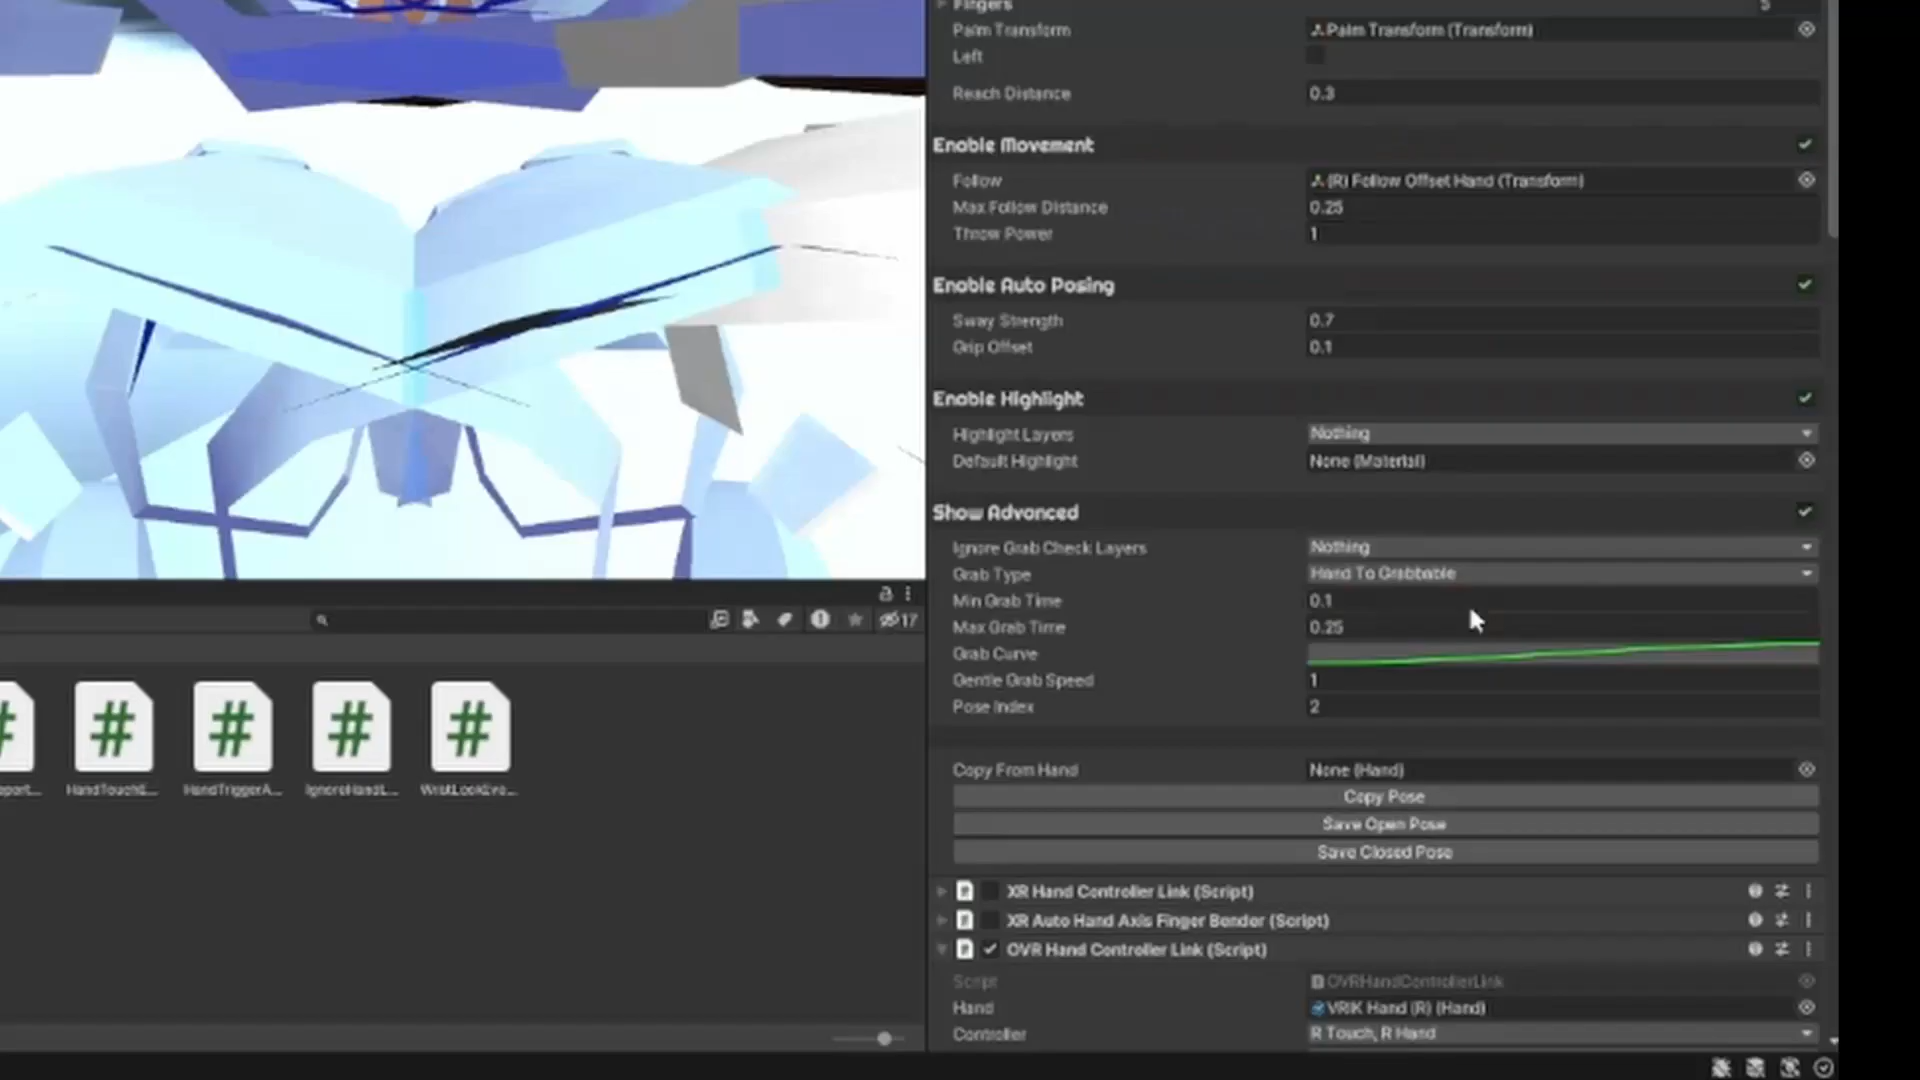 Fingers 5
Palm Transform Palm Transform (Transform)
Left
Reach Distance 0.3
Enable Movement
Follow (R) Follow Offset Hand (Transform)
Max Follow Distance 0.25
Throw Power 1
Enable Auto Posing
Sway Strength 0.7
Grip Offset 0.1
Enable Highlight
Highlight Layers Nothing
Default Highlight None (Material)
Show Advanced
Ignore Grab Check Layers Nothing
Grab Type Hand To Grabbable
Min Grab Time 0.1
Max Grab Time 0.25
Grab Curve
Gentle Grab Speed 1
Pose Index 2
Copy From Hand None (Hand)
Copy Pose
Save Open Pose
Save Closed Pose
XR Hand Controller Link (Script)
XR Auto Hand Axis Finger Bender (Script)
OVR Hand Controller Link (Script)
Script OVRHandControllerLink
Hand VRIK Hand (R) (Hand)
Controller R Touch, R Hand
17
# # # # #
HandTriggerA...
IgnoreHandL...
WristLookEve...